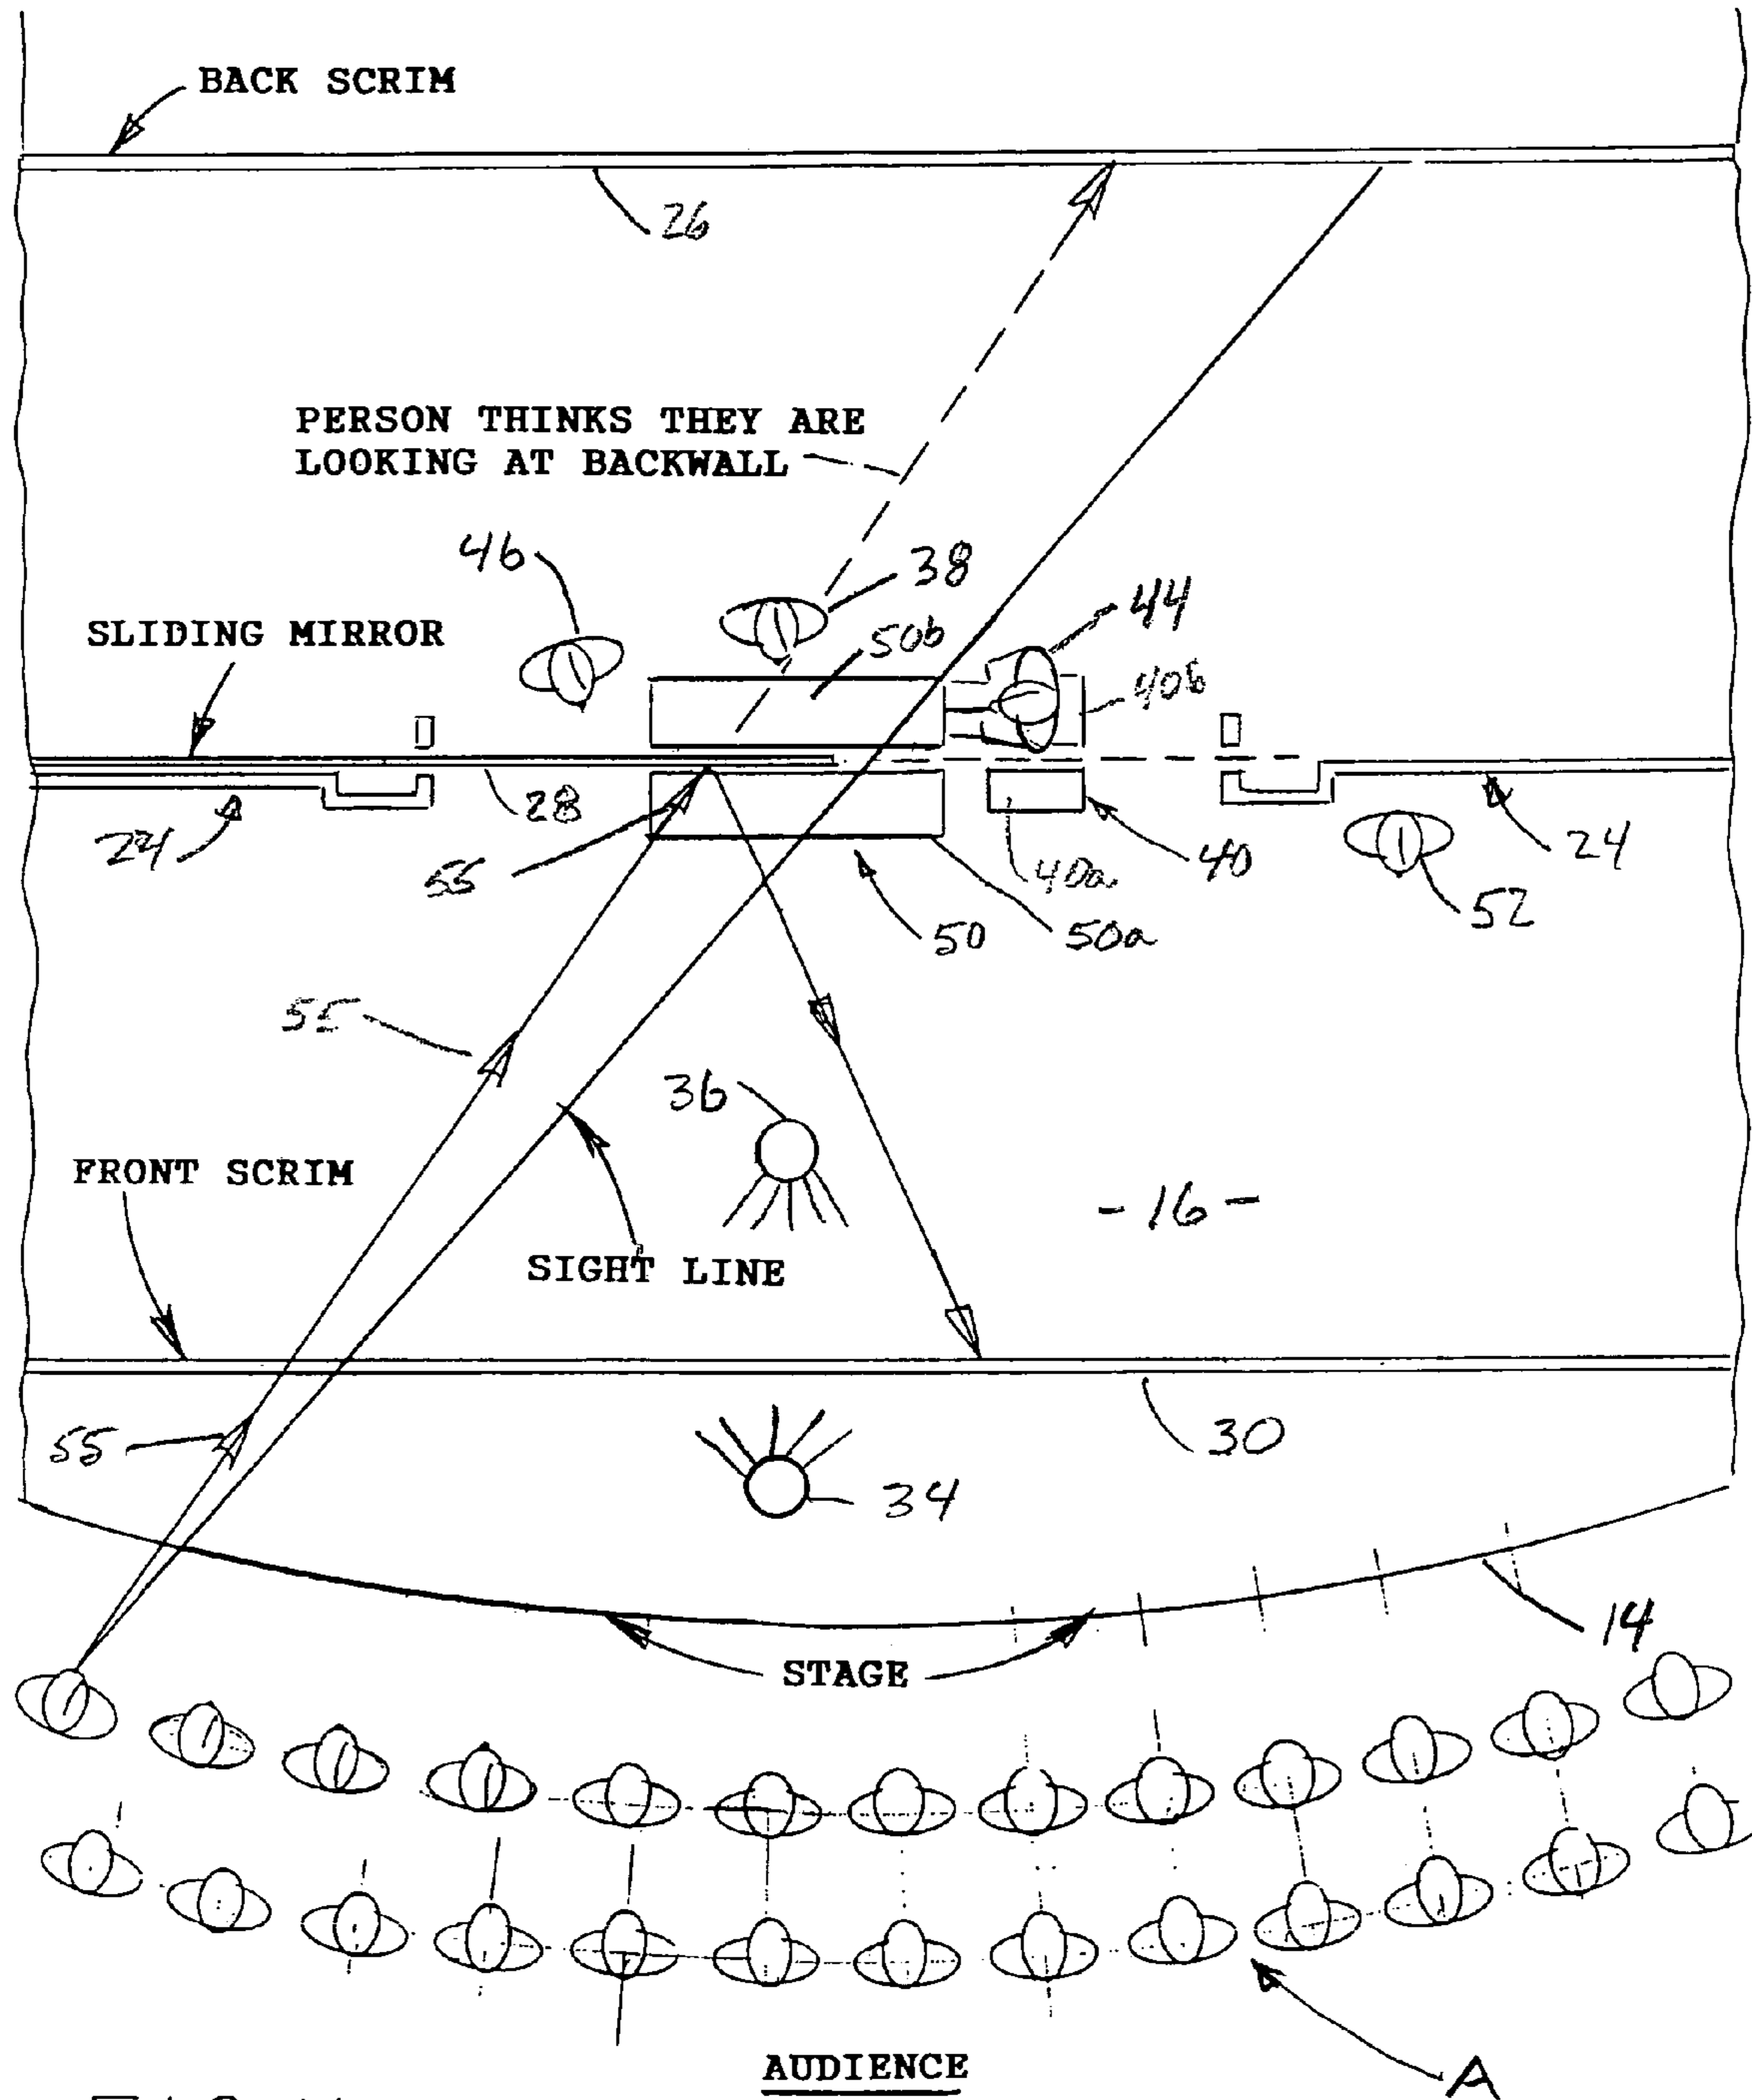 BACK SCRIM
26
PERSON THINKS THEY ARE
LOOKING AT BACKWALL
46
38
44
SLIDING MIRROR
50b
40b
28
24
55
40a
40
24
52
50
50a
55
36
FRONT SCRIM
- 16 -
SIGHT LINE
55
30
34
14
STAGE
A
AUDIENCE